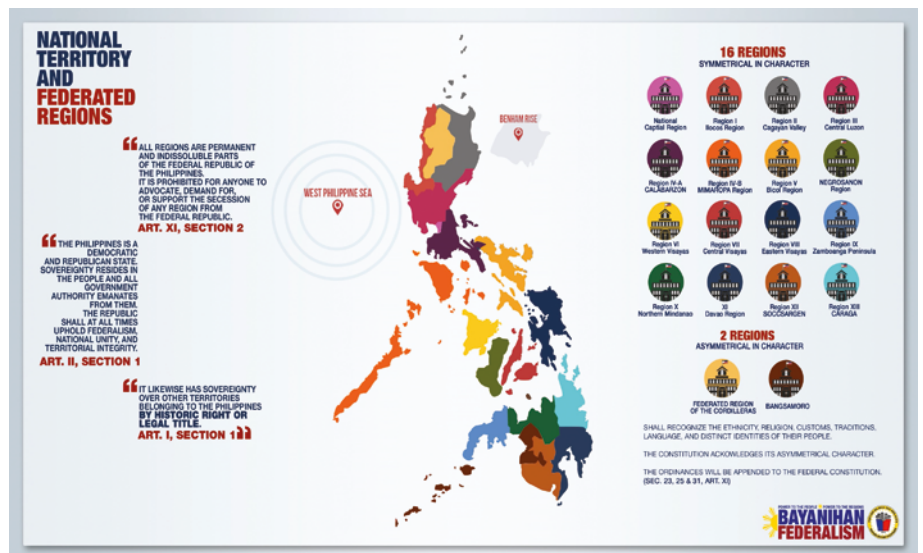 NATIONAL
TERRITORY
AND
FEDERATED
REGIONS
ALL REGIONS ARE PERMANENT
AND INDISSOLUBLE PARTS
OF THE FEDERAL REPUBLIC OF
THE PHILIPPINES.
IT IS PROHIBITED FOR ANYONE TO
ADVOCATE, DEMAND FOR,
OR SUPPORT THE SECESSION
OF ANY REGION FROM
THE FEDERAL REPUBLIC.
ART. XI, SECTION 2
THE PHILIPPINES IS A
DEMOCRATIC
AND REPUBLICAN STATE.
SOVEREIGNTY RESIDES IN
THE PEOPLE AND ALL
GOVERNMENT
AUTHORITY EMANATES
FROM THEM.
THE REPUBLIC
SHALL AT ALL TIMES
UPHOLD FEDERALISM,
NATIONAL UNITY, AND
TERRITORIAL INTEGRITY.
ART. II, SECTION 1
IT LIKEWISE HAS SOVEREIGNTY
OVER OTHER TERRITORIES
BELONGING TO THE PHILIPPINES
BY HISTORIC RIGHT OR
LEGAL TITLE.
ART. I, SECTION 1
WEST PHILIPPINE SEA
BENHAM RISE
16 REGIONS
SYMMETRICAL IN CHARACTER
National
Capital Region
Region I
Ilocos Region
Region II
Cagayan Valley
Region III
Central Luzon
Region IV-A
CALABARZON
Region IV-B
MIMAROPA Region
Region V
Bicol Region
NEGROSANON
Region
Region VI
Western Visayas
Region VII
Central Visayas
Region VIII
Eastern Visayas
Region IX
Zamboanga Peninsula
Region X
Northern Mindanao
XI
Davao Region
Region XII
SOCCSARGEN
Region XIII
CARAGA
2 REGIONS
ASYMMETRICAL IN CHARACTER
FEDERATED REGION
OF THE CORDILLERAS
BANGSAMORO
SHALL RECOGNIZE THE ETHNICITY, RELIGION, CUSTOMS, TRADITIONS,
LANGUAGE, AND DISTINCT IDENTITIES OF THEIR PEOPLE.
THE CONSTITUTION ACKOWLEDGES ITS ASYMMETRICAL CHARACTER.
THE ORDINANCES WILL BE APPENDED TO THE FEDERAL CONSTITUTION.
(SEC. 23, 25 & 31, ART. XI)
POWER TO THE PEOPLE POWER TO THE REGIONS
BAYANIHAN
FEDERALISM